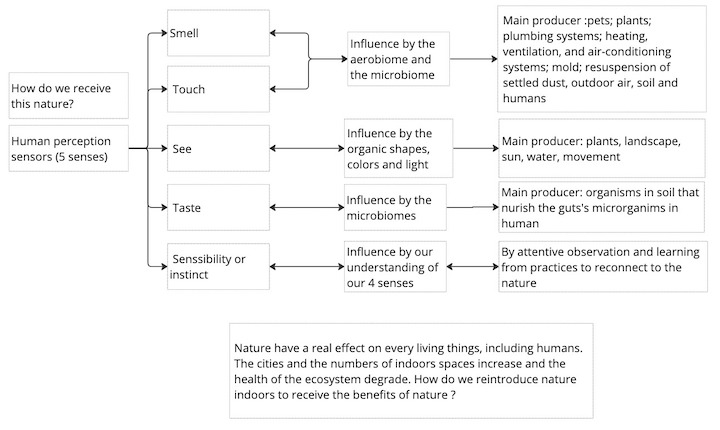 How do we receive
this nature?
Human perception
sensors (5 senses)
Smell
Touch
See
Taste
Senssibility or
instinct
Influence by the
aerobiome and
the microbiome
Influence by the
organic shapes,
colors and light
Influence by the
microbiomes
Influence by our
understanding of
our 4 senses
Main producer :pets; plants;
plumbing systems; heating,
ventilation, and air-conditioning
systems; mold; resuspension of
settled dust, outdoor air, soil and
humans
Main producer: plants, landscape,
sun, water, movement
Main producer: organisms in soil that
nurish the guts's microrganims in
human
By attentive observation and learning
from practices to reconnect to the
nature
Nature have a real effect on every living things, including humans.
The cities and the numbers of indoors spaces increase and the
health of the ecosystem degrade. How do we reintroduce nature
indoors to receive the benefits of nature ?